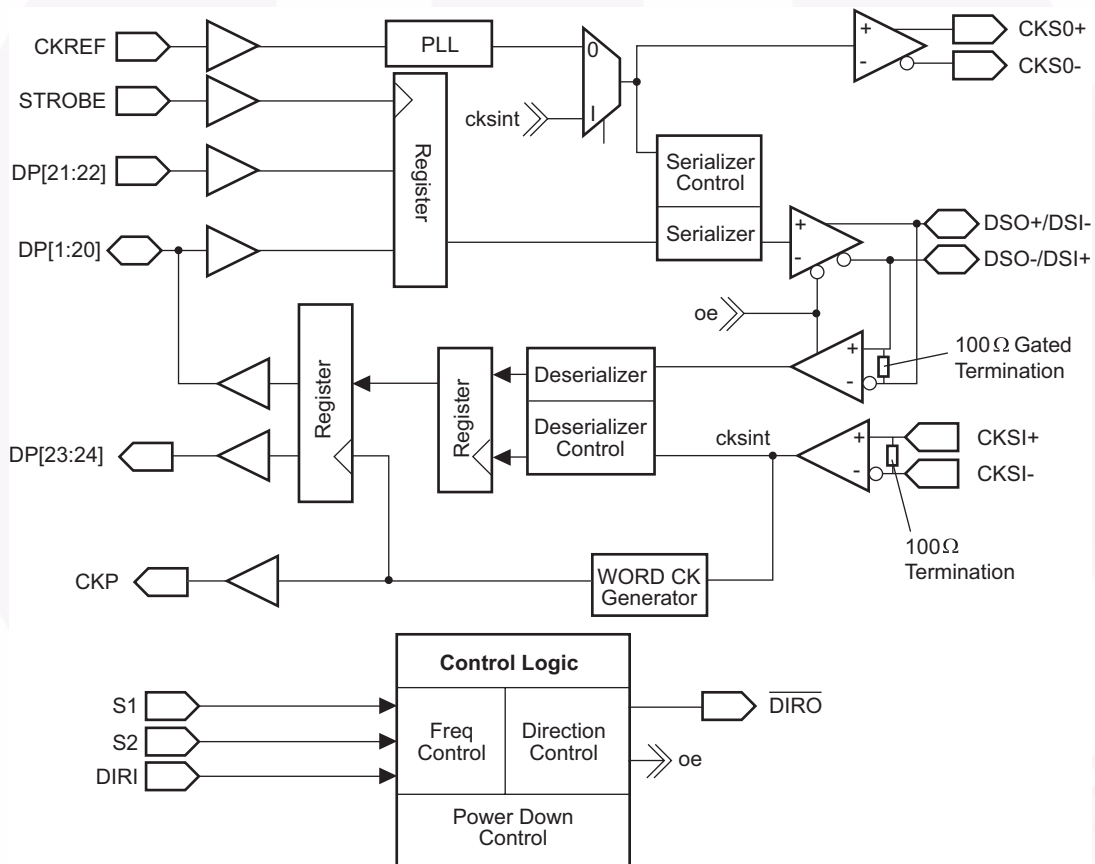 CKREF
PLL
0
+
-
CKS0+
CKS0-
STROBE
cksint
I
Register
DP[21:22]
Serializer
Control
Serializer
DP[1:20]
+
-
DSO+/DSI-
DSO-/DSI+
oe
+
-
100Ω Gated
Termination
Register
Register
Deserializer
Deserializer
Control
cksint
+
-
CKSI+
CKSI-
DP[23:24]
100Ω
Termination
CKP
WORD CK
Generator
Control Logic
S1
S2
DIRI
Freq
Control
Direction
Control
DIRO
oe
Power Down
Control